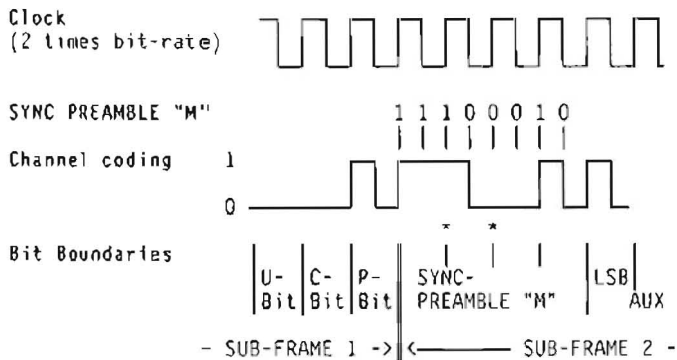 Clock
(2 times bit-rate)
SYNC PREAMBLE "M" 1 1 1 0 0 0 1 0
Channel coding 1
0
* *
Bit Boundaries
U- C- P- SYNC- LSB
Bit Bit Bit PREAMBLE "M" AUX
- SUB-FRAME 1 -> <—— SUB-FRAME 2 -